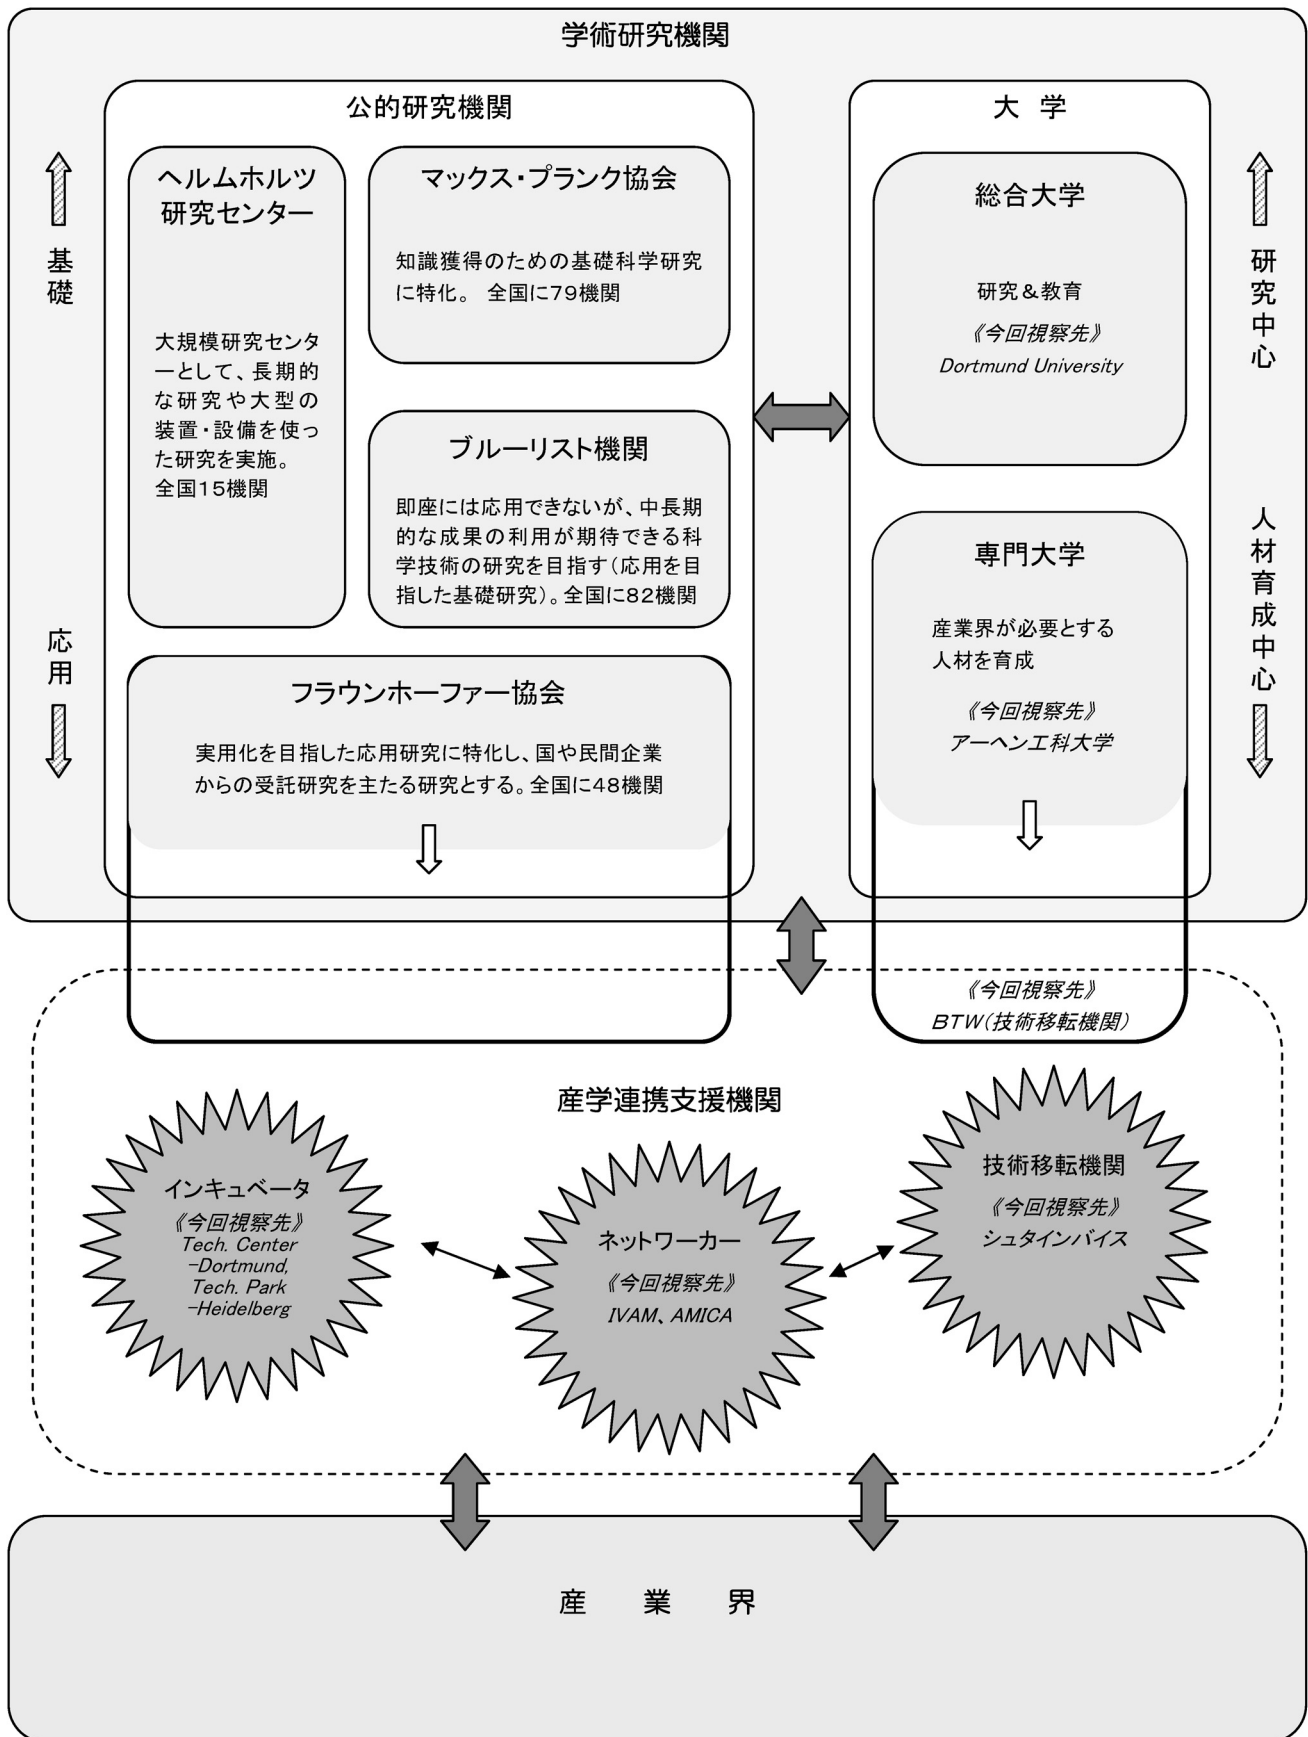 学術研究機関
公的研究機関
ヘルムホルツ
研究センター
大規模研究センタ
ーとして、長期的
な研究や大型の
装置・設備を使っ
た研究を実施。
全国15機関
マックス・プランク協会
知識獲得のための基礎科学研究
に特化。　全国に79機関
ブルーリスト機関
即座には応用できないが、中長期
的な成果の利用が期待できる科
学技術の研究を目指す（応用を目
指した基礎研究）。全国に82機関
フラウンホーファー協会
実用化を目指した応用研究に特化し、国や民間企業
からの受託研究を主たる研究とする。全国に48機関
基礎
応用
大　学
総合大学
研究＆教育
《今回視察先》
Dortmund University
専門大学
産業界が必要とする
人材を育成
《今回視察先》
アーヘン工科大学
研究中心
人材育成中心
《今回視察先》
BTW（技術移転機関）
産学連携支援機関
インキュベータ
《今回視察先》
Tech. Center
-Dortmund,
Tech. Park
-Heidelberg
ネットワーカー
《今回視察先》
IVAM、AMICA
技術移転機関
《今回視察先》
シュタインバイス
産　業　界